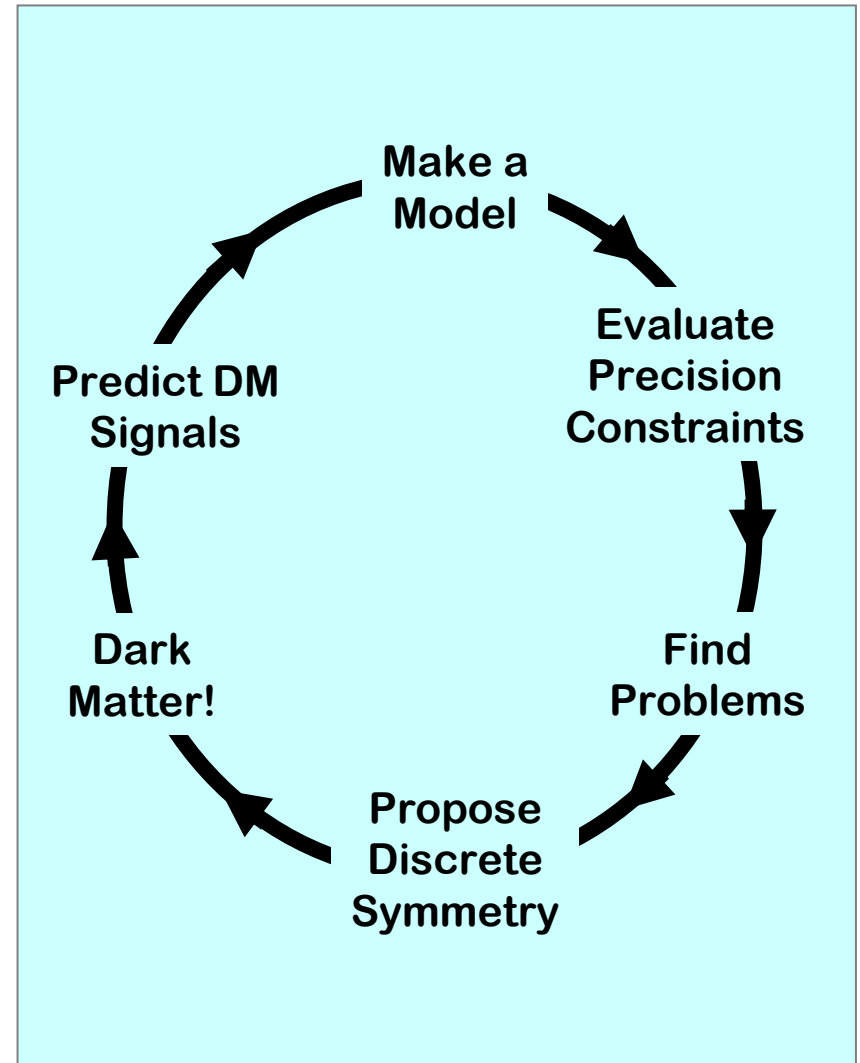 Make a
Model
Evaluate
Precision
Constraints
Find
Problems
Propose
Discrete
Symmetry
Dark
Matter!
Predict DM
Signals